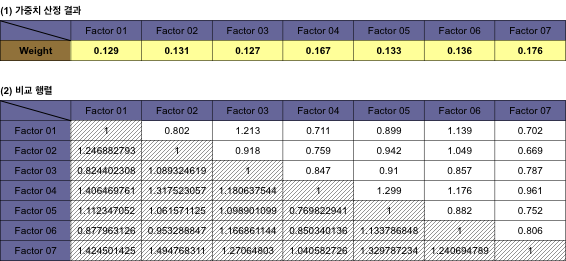 (1) 가중치 산정 결과
Factor 01 Factor 02 Factor 03 Factor 04 Factor 05 Factor 06 Factor 07
Weight 0.129 0.131 0.127 0.167 0.133 0.136 0.176
(2) 비교 행렬
Factor 01 Factor 02 Factor 03 Factor 04 Factor 05 Factor 06 Factor 07
Factor 01 1 0.802 1.213 0.711 0.899 1.139 0.702
Factor 02 1.246882793 1 0.918 0.759 0.942 1.049 0.669
Factor 03 0.824402308 1.089324619 1 0.847 0.91 0.857 0.787
Factor 04 1.406469761 1.317523057 1.180637544 1 1.299 1.176 0.961
Factor 05 1.112347052 1.061571125 1.098901099 0.769822941 1 0.882 0.752
Factor 06 0.877963126 0.953288847 1.166861144 0.850340136 1.133786848 1 0.806
Factor 07 1.424501425 1.494768311 1.27064803 1.040582726 1.329787234 1.240694789 1